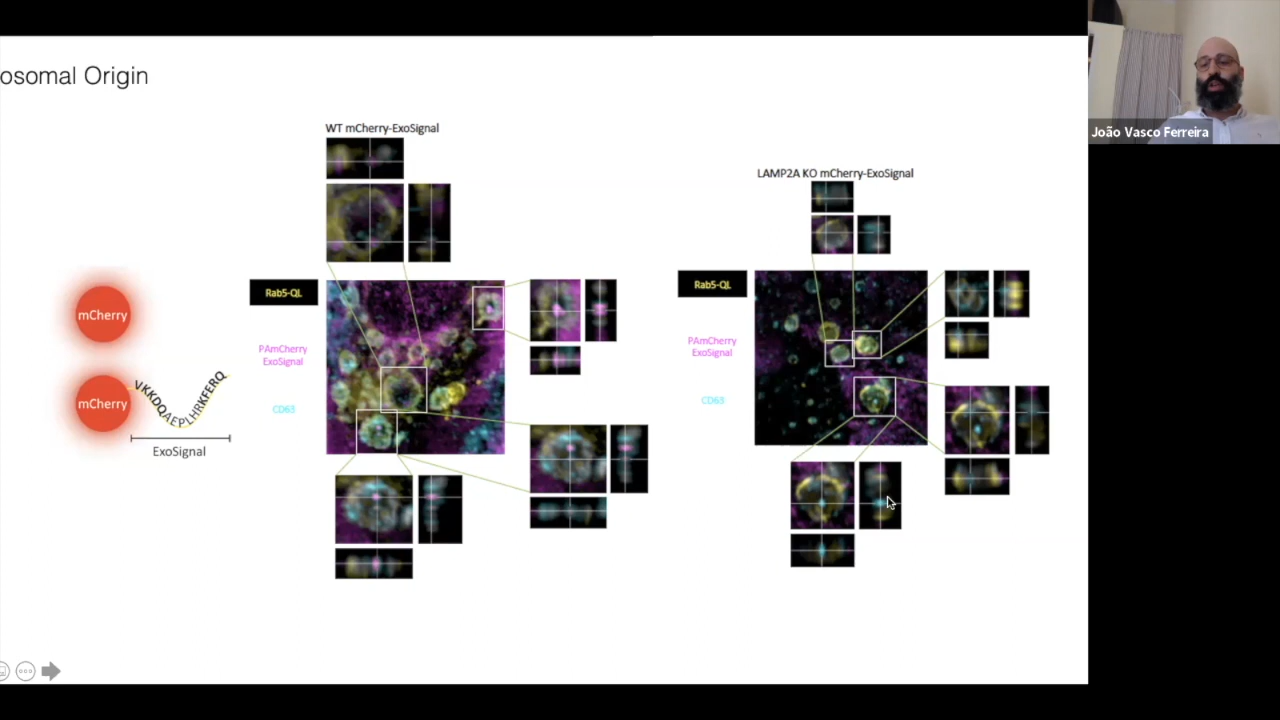 osomal Origin
WT mCherry-ExoSignal
LAMP2A KO mCherry-ExoSignal
Rab5-QL
PAmCherry
ExoSignal
CD63
Rab5-QL
PAmCherry
ExoSignal
CD63
mCherry
mCherry
VKKDQAEPLHRKFERQ
ExoSignal
João Vasco Ferreira